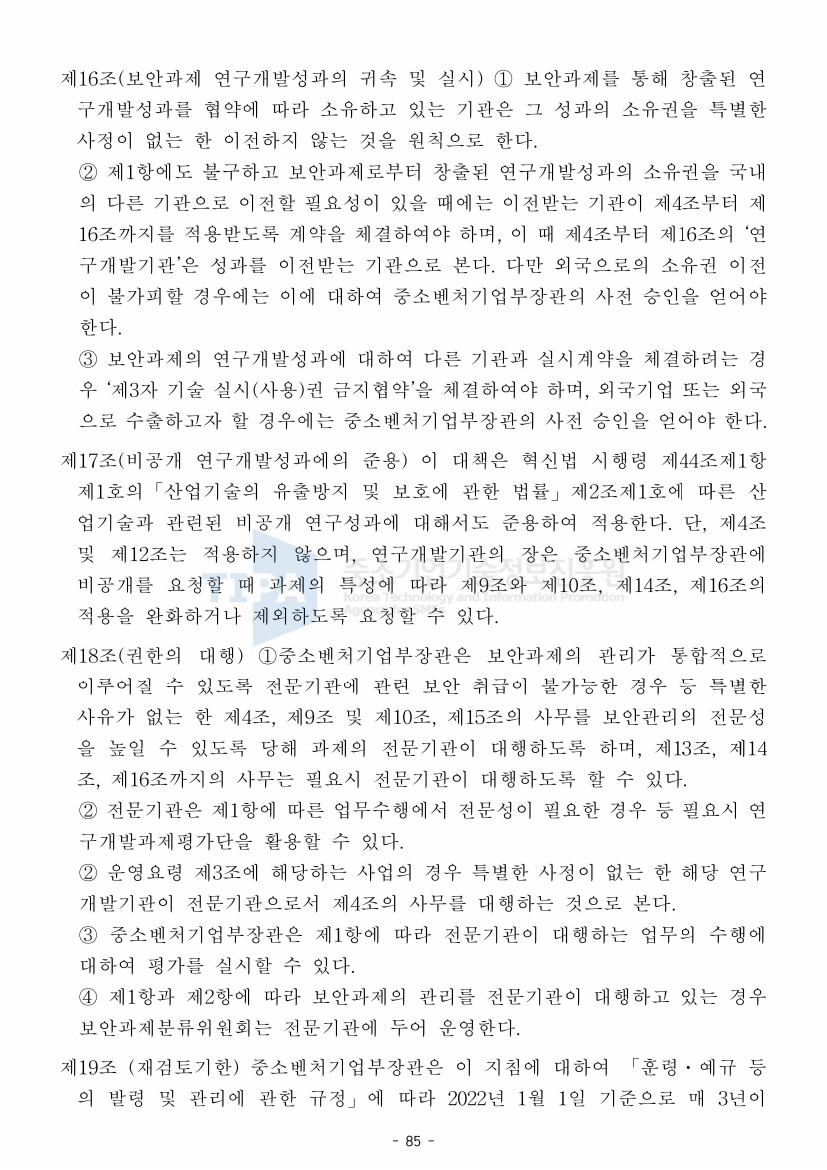 제16조(보안과제 연구개발성과의 귀속 및 실시) ① 보안과제를 통해 창출된 연
구개발성과를 협약에 따라 소유하고 있는 기관은 그 성과의 소유권을 특별한
사정이 없는 한 이전하지 않는 것을 원칙으로 한다.
② 제1항에도 불구하고 보안과제로부터 창출된 연구개발성과의 소유권을 국내
의 다른 기관으로 이전할 필요성이 있을 때에는 이전받는 기관이 제4조부터 제
16조까지를 적용받도록 계약을 체결하여야 하며, 이 때 제4조부터 제16조의 ‘연
구개발기관’은 성과를 이전받는 기관으로 본다. 다만 외국으로의 소유권 이전
이 불가피할 경우에는 이에 대하여 중소벤처기업부장관의 사전 승인을 얻어야
한다.
③ 보안과제의 연구개발성과에 대하여 다른 기관과 실시계약을 체결하려는 경
우 ‘제3자 기술 실시(사용)권 금지협약’을 체결하여야 하며, 외국기업 또는 외국
으로 수출하고자 할 경우에는 중소벤처기업부장관의 사전 승인을 얻어야 한다.
제17조(비공개 연구개발성과에의 준용) 이 대책은 혁신법 시행령 제44조제1항
제1호의「산업기술의 유출방지 및 보호에 관한 법률」제2조제1호에 따른 산
업기술과 관련된 비공개 연구성과에 대해서도 준용하여 적용한다. 단, 제4조
및 제12조는 적용하지 않으며, 연구개발기관의 장은 중소벤처기업부장관에
비공개를 요청할 때 과제의 특성에 따라 제9조와 제10조, 제14조, 제16조의
적용을 완화하거나 제외하도록 요청할 수 있다.
TIPA 중소기업기술정보진흥원
Korea Technology and Information Promotion
Agency for SMEs
제18조(권한의 대행) ①중소벤처기업부장관은 보안과제의 관리가 통합적으로
이루어질 수 있도록 전문기관에 관련 보안 취급이 불가능한 경우 등 특별한
사유가 없는 한 제4조, 제9조 및 제10조, 제15조의 사무를 보안관리의 전문성
을 높일 수 있도록 당해 과제의 전문기관이 대행하도록 하며, 제13조, 제14
조, 제16조까지의 사무는 필요시 전문기관이 대행하도록 할 수 있다.
② 전문기관은 제1항에 따른 업무수행에서 전문성이 필요한 경우 등 필요시 연
구개발과제평가단을 활용할 수 있다.
② 운영요령 제3조에 해당하는 사업의 경우 특별한 사정이 없는 한 해당 연구
개발기관이 전문기관으로서 제4조의 사무를 대행하는 것으로 본다.
③ 중소벤처기업부장관은 제1항에 따라 전문기관이 대행하는 업무의 수행에
대하여 평가를 실시할 수 있다.
④ 제1항과 제2항에 따라 보안과제의 관리를 전문기관이 대행하고 있는 경우
보안과제분류위원회는 전문기관에 두어 운영한다.
제19조 (재검토기한) 중소벤처기업부장관은 이 지침에 대하여 「훈령·예규 등
의 발령 및 관리에 관한 규정」에 따라 2022년 1월 1일 기준으로 매 3년이
- 85 -